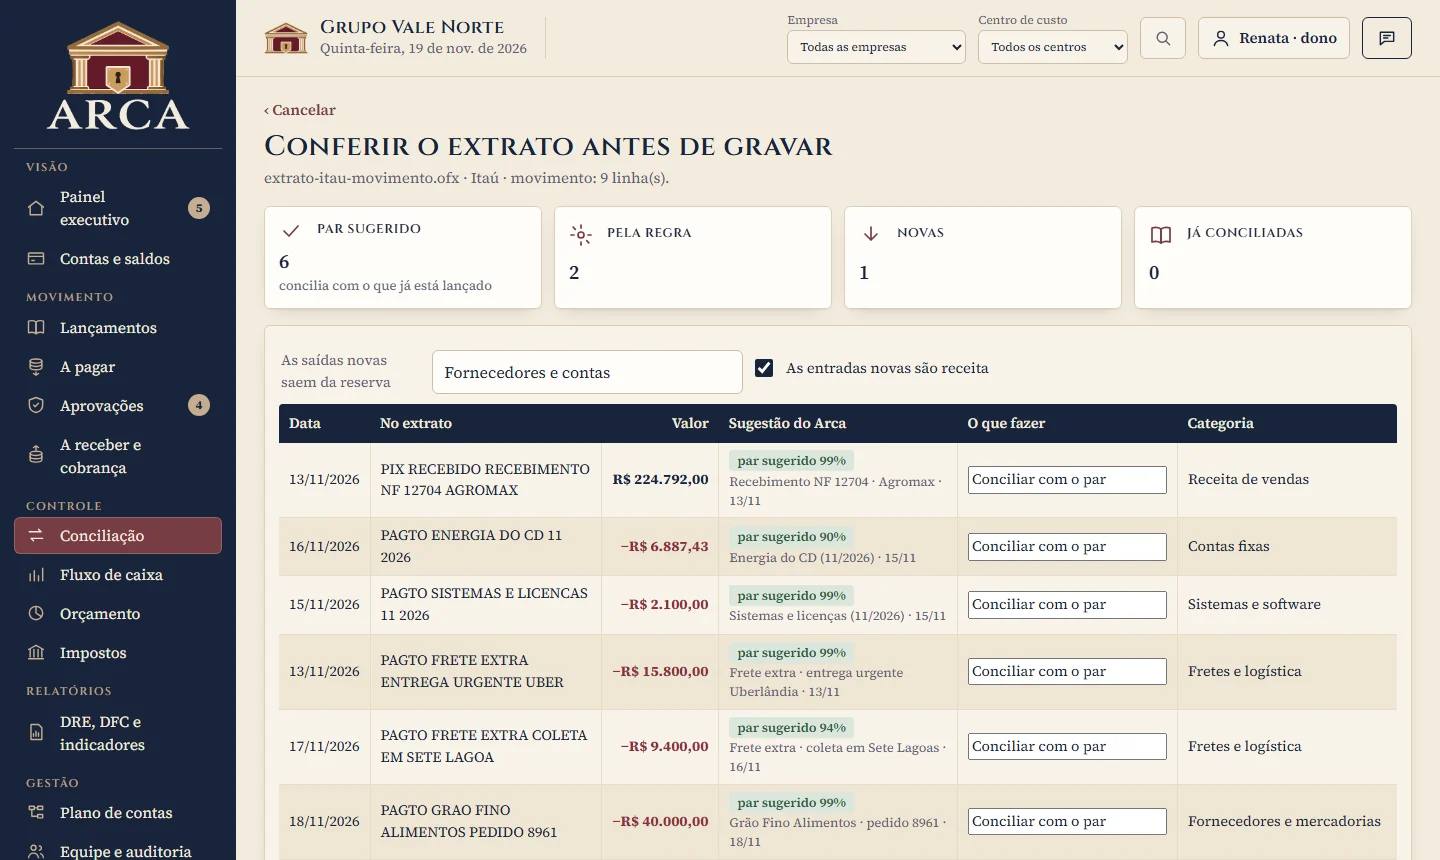 ARCA
VISÃO
Painel
executivo
5
Contas e saldos
MOVIMENTO
Lançamentos
A pagar
Aprovações
4
A receber e
cobrança
CONTROLE
Conciliação
Fluxo de caixa
Orçamento
Impostos
RELATÓRIOS
DRE, DFC e
indicadores
GESTÃO
Plano de contas
Equipe e auditoria
GRUPO VALE NORTE
Quinta-feira, 19 de nov. de 2026
Empresa
Todas as empresas
Centro de custo
Todos os centros
Renata · dono
‹ Cancelar
CONFERIR O EXTRATO ANTES DE GRAVAR
extrato-itau-movimento.ofx · Itaú · movimento: 9 linha(s).
PAR SUGERIDO
6
concilia com o que já está lançado
PELA REGRA
2
NOVAS
1
JÁ CONCILIADAS
0
As saídas novas
saem da reserva
Fornecedores e contas
As entradas novas são receita
Data No extrato Valor Sugestão do Arca O que fazer Categoria
13/11/2026
PIX RECEBIDO RECEBIMENTO
NF 12704 AGROMAX
R$ 224.792,00
par sugerido 99%
Recebimento NF 12704 · Agromax ·
13/11
Conciliar com o par
Receita de vendas
16/11/2026
PAGTO ENERGIA DO CD 11
2026
−R$ 6.887,43
par sugerido 90%
Energia do CD (11/2026) · 15/11
Conciliar com o par
Contas fixas
15/11/2026
PAGTO SISTEMAS E LICENCAS
11 2026
−R$ 2.100,00
par sugerido 99%
Sistemas e licenças (11/2026) · 15/11
Conciliar com o par
Sistemas e software
13/11/2026
PAGTO FRETE EXTRA
ENTREGA URGENTE UBER
−R$ 15.800,00
par sugerido 99%
Frete extra · entrega urgente
Uberlândia · 13/11
Conciliar com o par
Fretes e logística
17/11/2026
PAGTO FRETE EXTRA COLETA
EM SETE LAGOA
−R$ 9.400,00
par sugerido 94%
Frete extra · coleta em Sete Lagoas ·
16/11
Conciliar com o par
Fretes e logística
18/11/2026
PAGTO GRAO FINO
ALIMENTOS PEDIDO 8961
−R$ 40.000,00
par sugerido 99%
Grão Fino Alimentos · pedido 8961 ·
18/11
Conciliar com o par
Fornecedores e mercadorias